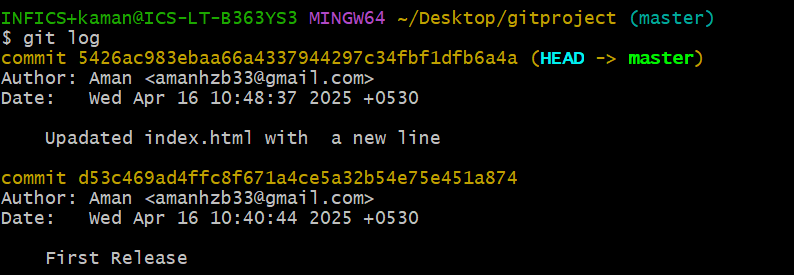 INFICS+kaman@ICS-LT-B363YS3 MINGW64 ~/Desktop/gitproject (master)
$ git log
commit 5426ac983ebaa66a4337944297c34fbf1dfb6a4a (HEAD -> master)
Author: Aman <amanhzb33@gmail.com>
Date:   Wed Apr 16 10:48:37 2025 +0530
    Upadated index.html with  a new line
commit d53c469ad4ffc8f671a4ce5a32b54e75e451a874
Author: Aman <amanhzb33@gmail.com>
Date:   Wed Apr 16 10:40:44 2025 +0530
    First Release